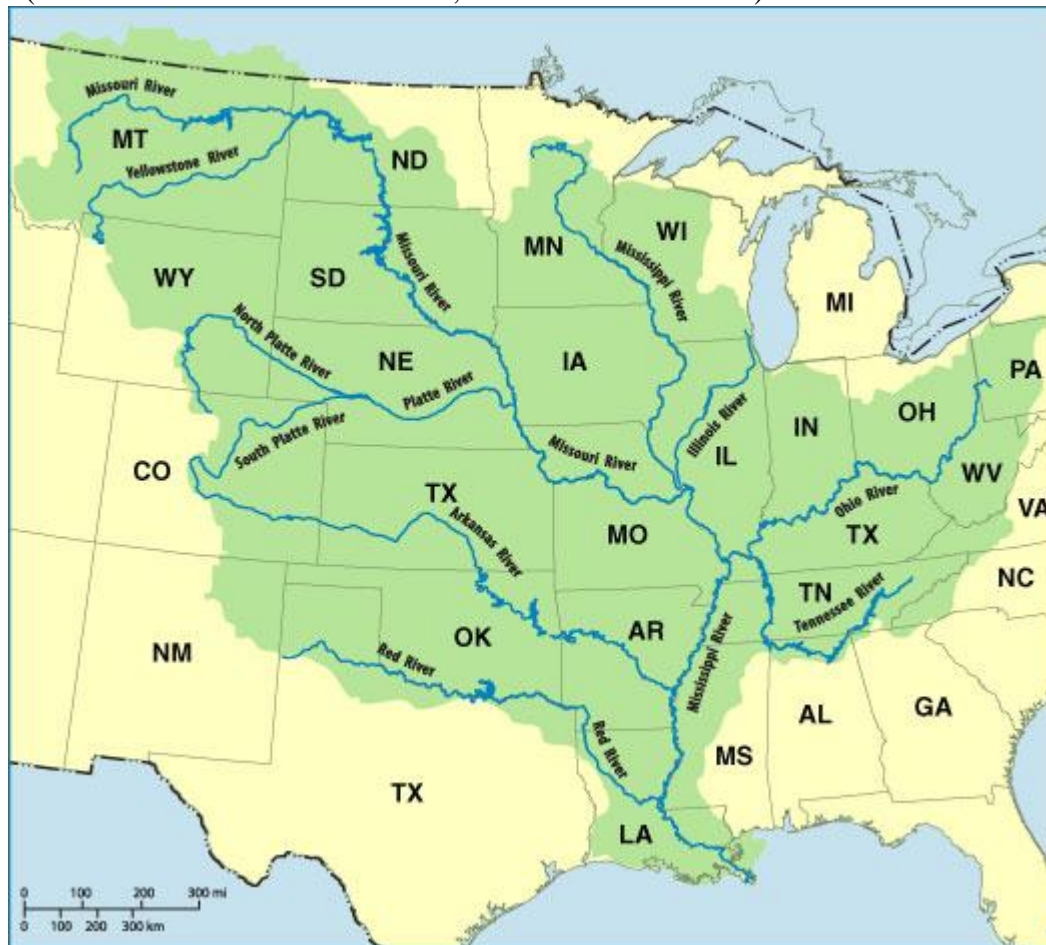 Missouri River
MT
Yellowstone River
ND
WY
SD
Missouri River
MN
WI
Mississippi River
MI
North Platte River
NE
Platte River
IA
South Platte River
CO
Missouri River
Illinois River
IL
IN
OH
PA
WV
VA
Ohio River
TX
Arkansas River
MO
TX
NC
TN
Tennessee River
NM
OK
AR
Red River
Mississippi River
AL
GA
MS
Red River
TX
LA
0 100 200 300 mi
0 100 200 300 km